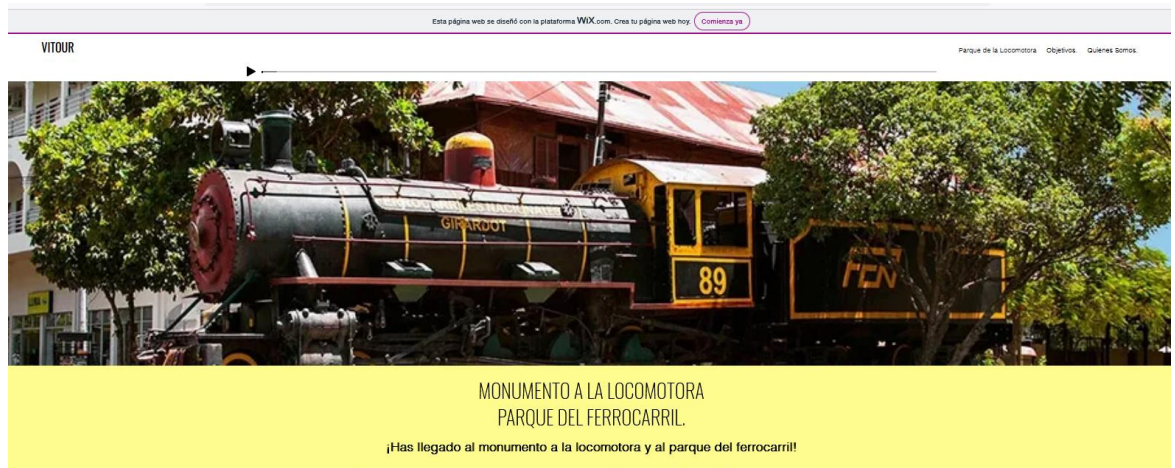 Esta página web se diseñó con la plataforma WiX.com. Crea tu página web hoy. Comienza ya
VITOUR
Parque de la Locomotora Objetivos. Quienes Somos.
GIRARDOT
89
FCN
MONUMENTO A LA LOCOMOTORA
PARQUE DEL FERROCARRIL.
¡Has llegado al monumento a la locomotora y al parque del ferrocarril!